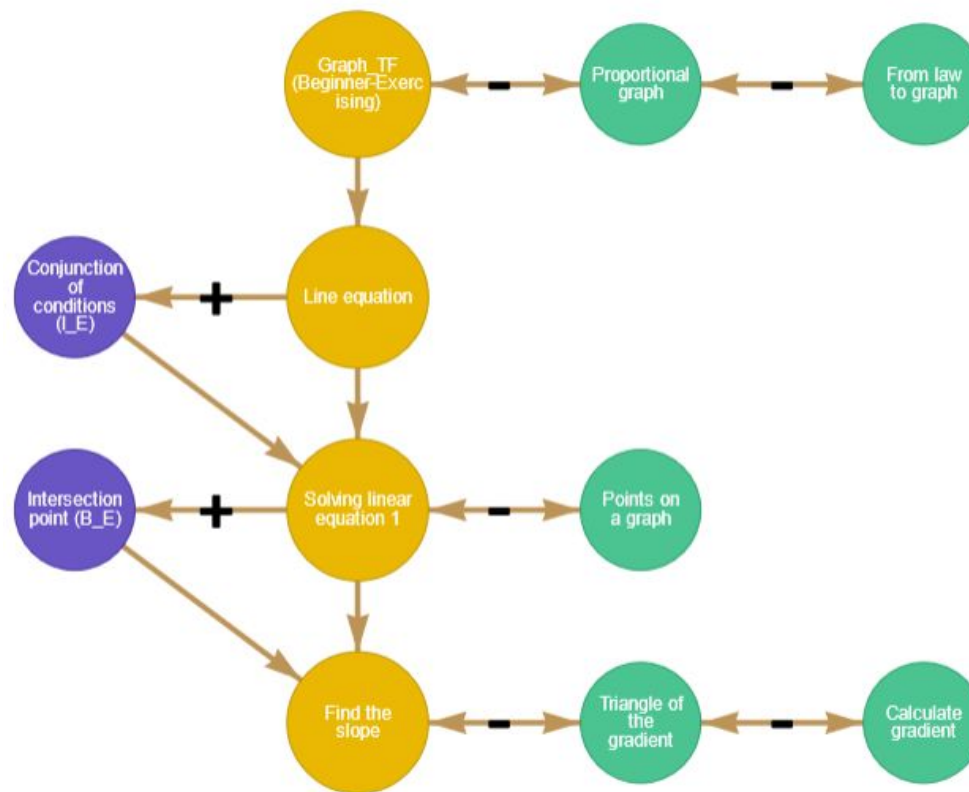 Graph_TF
(Beginner-Exerc
ising)
Proportional
graph
From law
to graph
Conjunction
of
conditions
(I_E)
Line equation
Intersection
point (B_E)
Solving linear
equation 1
Points on
a graph
Find the
slope
Triangle of
the
gradient
Calculate
gradient